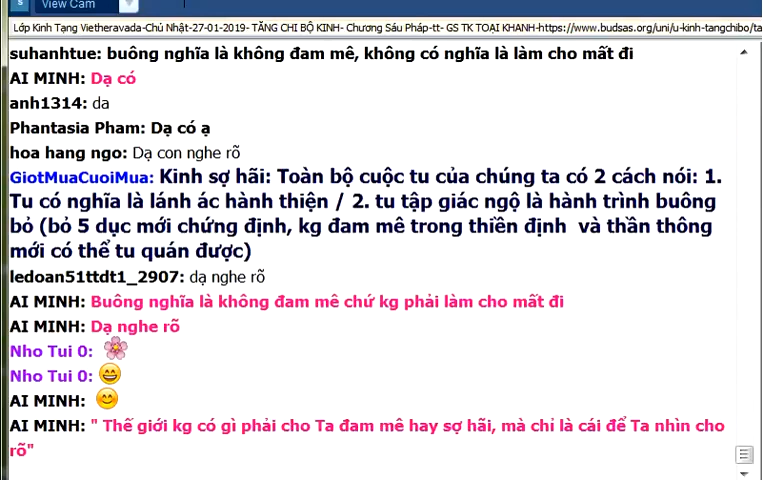 View Cam
Lớp Kinh Tạng Vietheravada-Chủ Nhật-27-01-2019- TĂNG CHI BỘ KINH- Chương Sáu Pháp-tt- GS TK TOẠI KHANH-https://www.budsas.org/uni/u-kinh-tangchibo/ta
suhanhtue: buông nghĩa là không đam mê, không có nghĩa là làm cho mất đi
AI MINH: Dạ có
anh1314: da
Phantasia Pham: Dạ có ạ
hoa hang ngo: Dạ con nghe rõ
GiotMuaCuoiMua: Kinh sợ hãi: Toàn bộ cuộc tu của chúng ta có 2 cách nói: 1.
Tu có nghĩa là lánh ác hành thiện / 2. tu tập giác ngộ là hành trình buông
bỏ (bỏ 5 dục mới chứng định, kg đam mê trong thiền định và thần thông
mới có thể tu quán được)
ledoan51ttdt1_2907: dạ nghe rõ
AI MINH: Buông nghĩa là không đam mê chứ kg phải làm cho mất đi
AI MINH: Dạ nghe rõ
Nho Tui 0:
Nho Tui 0:
AI MINH:
AI MINH: " Thế giới kg có gì phải cho Ta đam mê hay sợ hãi, mà chỉ là cái để Ta nhìn cho
rõ"